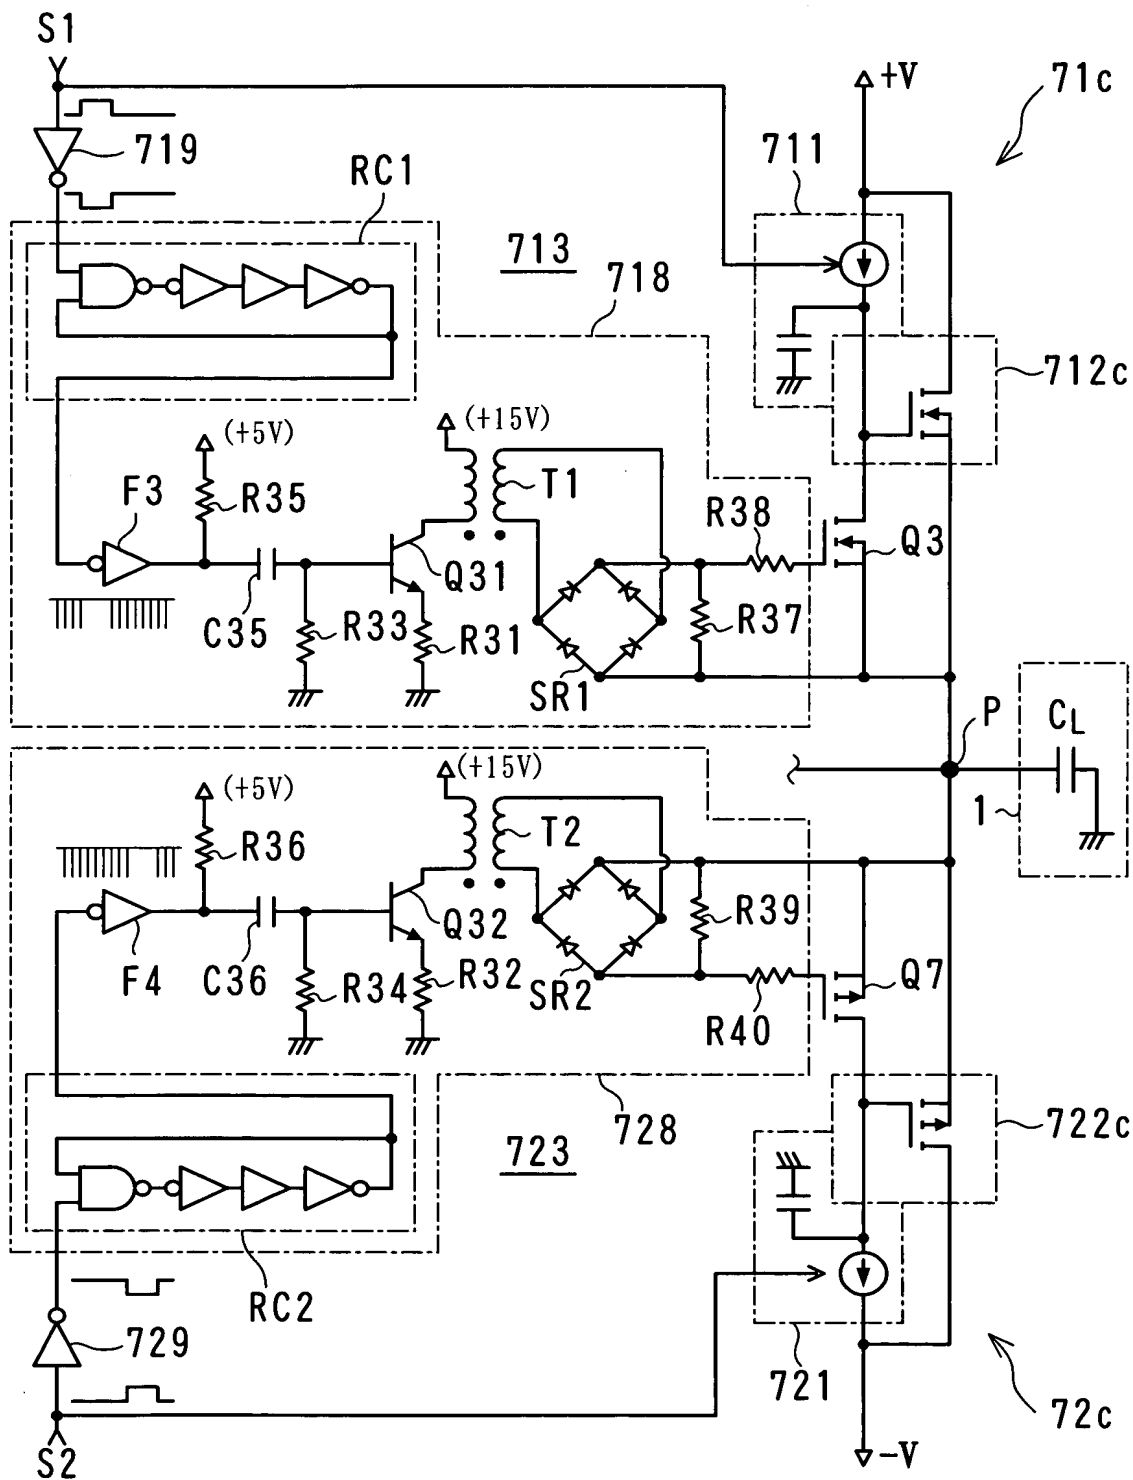 S1
+V
71c
719
711
RC1
713
718
712c
(+5V)
(+15V)
F3
R35
T1
R38
Q3
Q31
C35
R33
R31
R37
SR1
P
CL
(+15V)
(+5V)
1
R36
T2
R39
Q32
F4
C36
R34
R32
SR2
Q7
R40
728
722c
723
RC2
729
721
72c
S2
-V